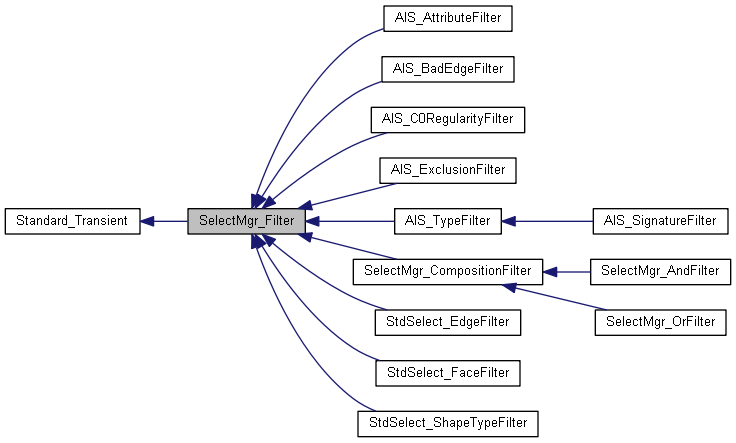 AIS_AttributeFilter
AIS_BadEdgeFilter
AIS_C0RegularityFilter
AIS_ExclusionFilter
Standard_Transient
SelectMgr_Filter
AIS_TypeFilter
AIS_SignatureFilter
SelectMgr_CompositionFilter
SelectMgr_AndFilter
StdSelect_EdgeFilter
SelectMgr_OrFilter
StdSelect_FaceFilter
StdSelect_ShapeTypeFilter